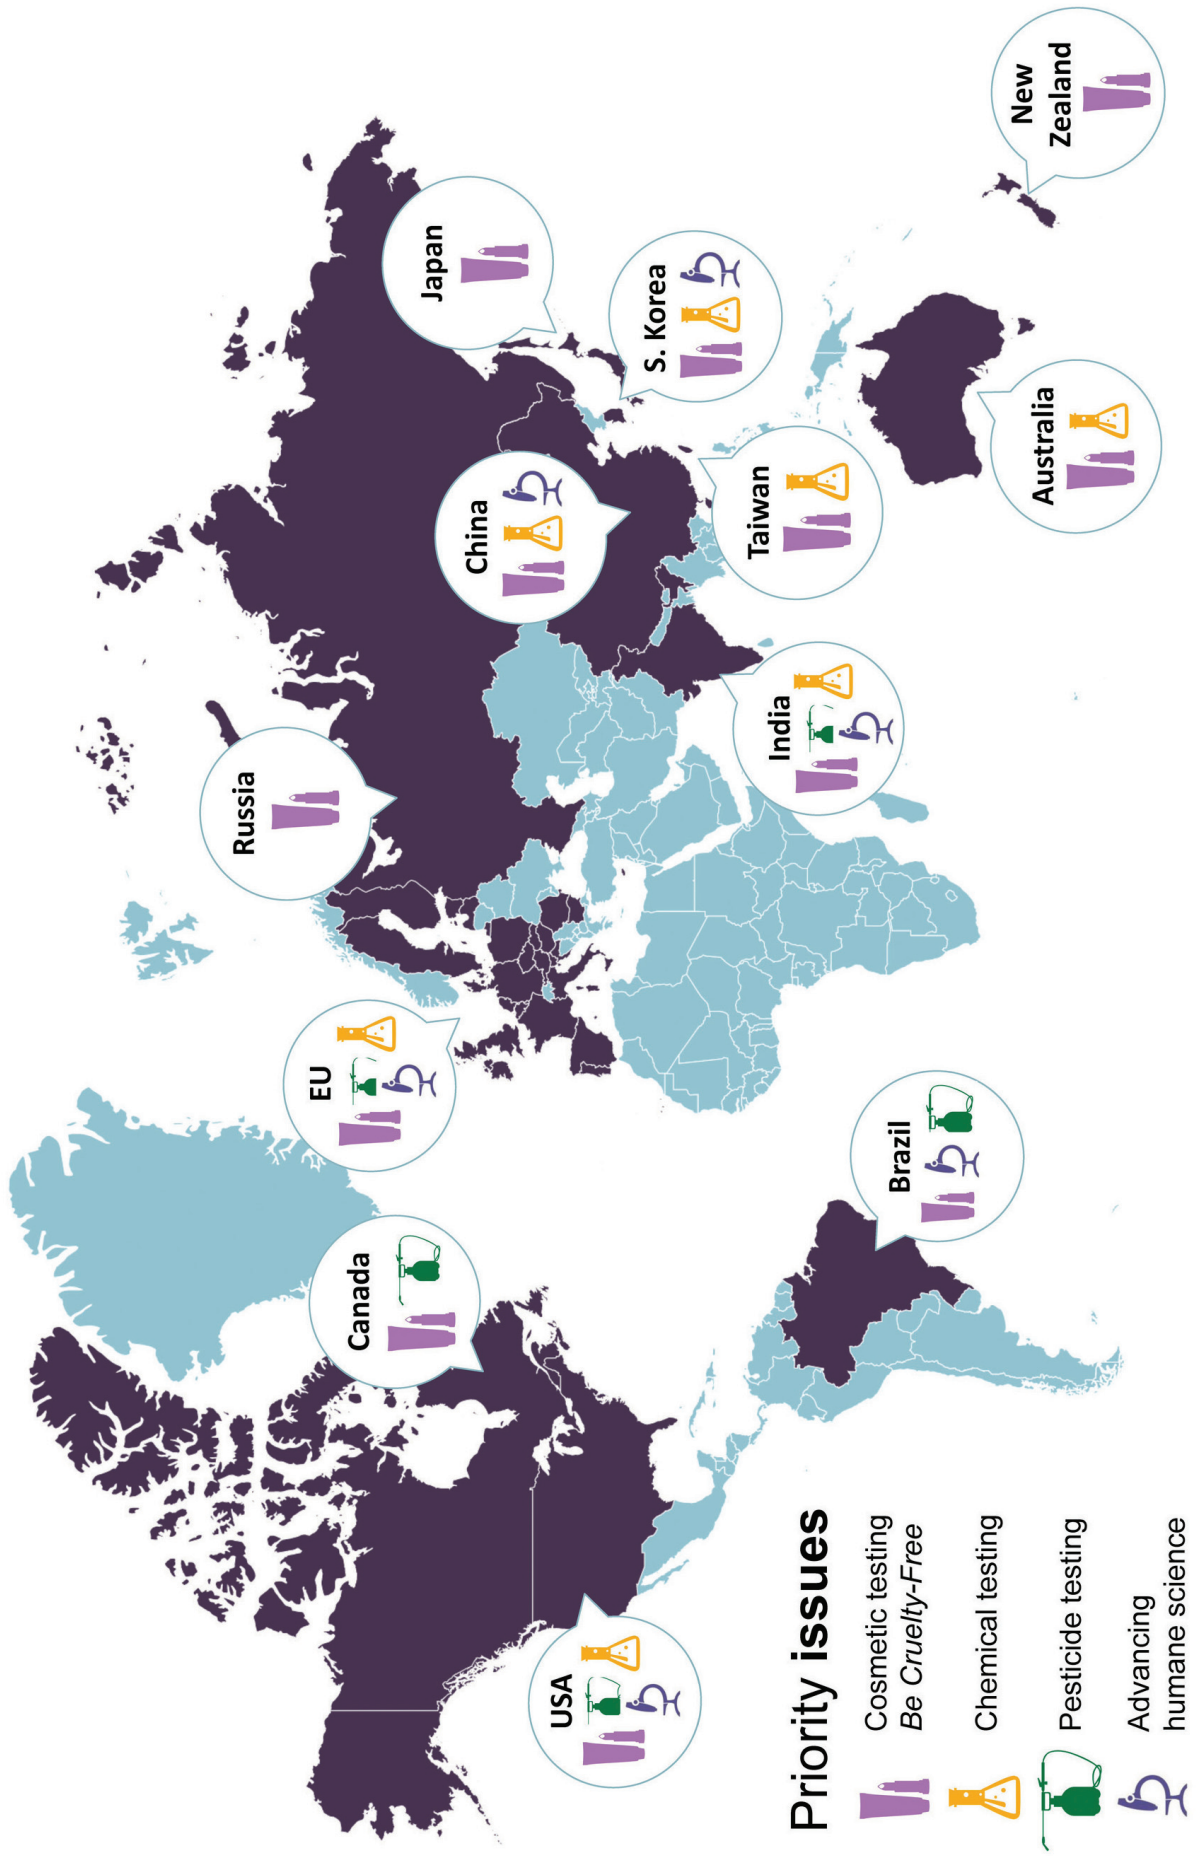 Canada
EU
Russia
China
Japan
S. Korea
USA
Brazil
India
Taiwan
Australia
New
Zealand
Priority issues
Cosmetic testing
Be Cruelty-Free
Chemical testing
Pesticide testing
Advancing
humane science